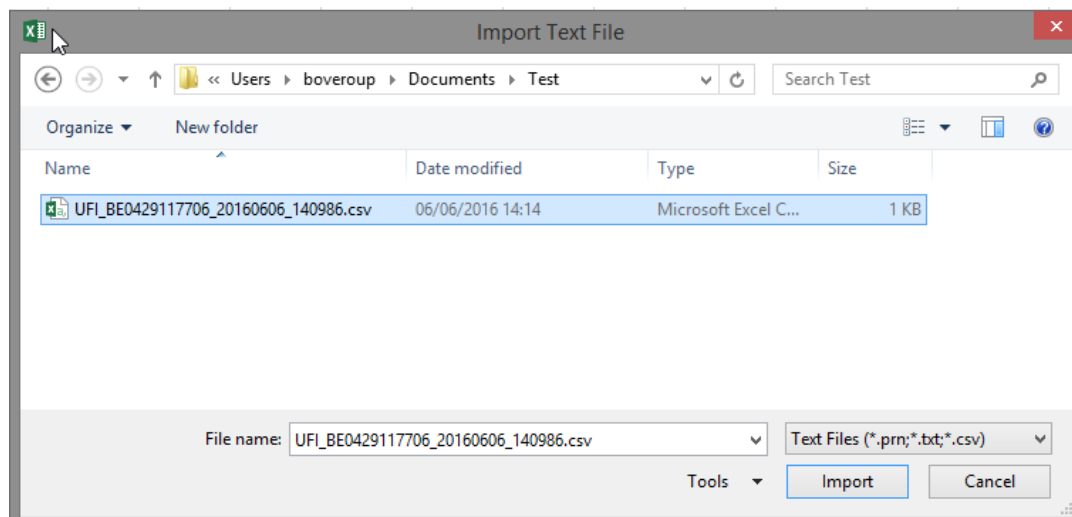 Import Text File
« Users Documents boveroup Test Search Test
Organize New folder
Name Date modified Type Size
UFI_BE0429117706_20160606_140986.csv 06/06/2016 14:14 Microsoft Excel C... 1 KB
File name: UFI_BE0429117706_20160606_140986.csv Text Files (*.prn;*.txt;*.csv)
Tools Import Cancel